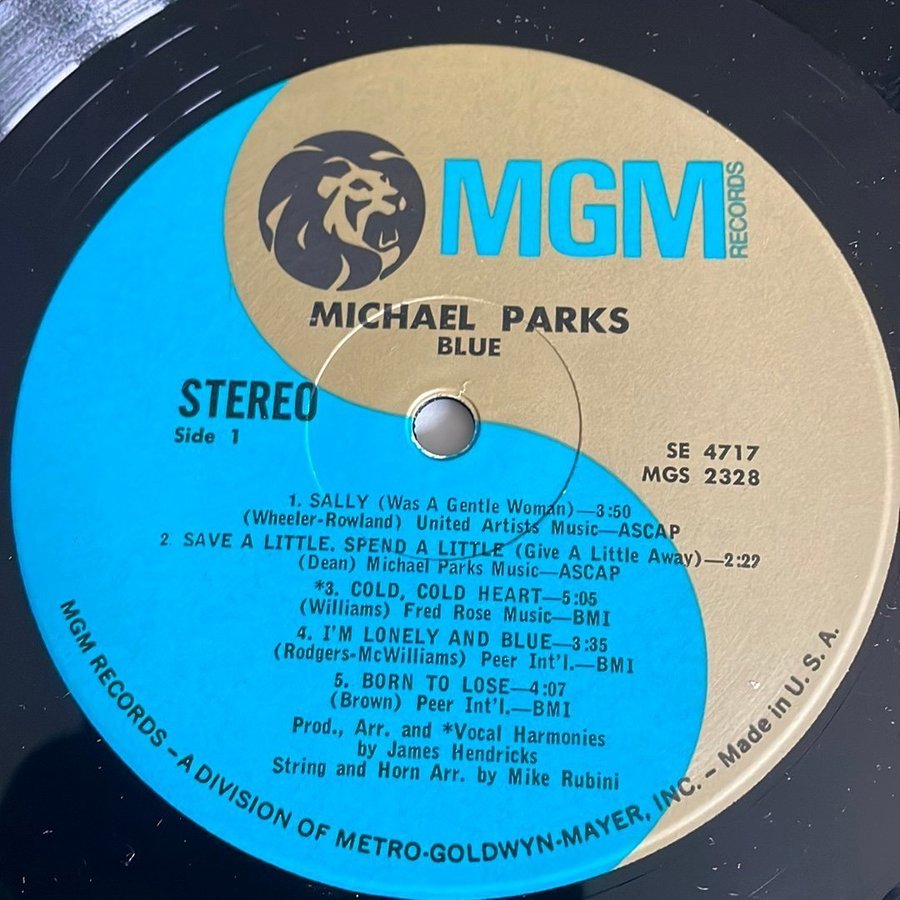 MGM RECORDS
MICHAEL PARKS
BLUE
STEREO
Side 1
SE 4717
MGS 2328
1. SALLY (Was A Gentle Woman)—3:50
(Wheeler-Rowland) United Artists Music—ASCAP
2. SAVE A LITTLE. SPEND A LITTLE (Give A Little Away)—2:22
(Dean) Michael Parks Music—ASCAP
*3. COLD, COLD HEART—5:05
(Williams) Fred Rose Music—BMI
4. I'M LONELY AND BLUE—3:35
(Rodgers-McWilliams) Peer Int'l.—BMI
5. BORN TO LOSE—4:07
(Brown) Peer Int'l.—BMI
Prod., Arr. and *Vocal Harmonies
by James Hendricks
String and Horn Arr. by Mike Rubini
MGM RECORDS – A DIVISION OF METRO-GOLDWYN-MAYER, INC. – Made in U. S. A.